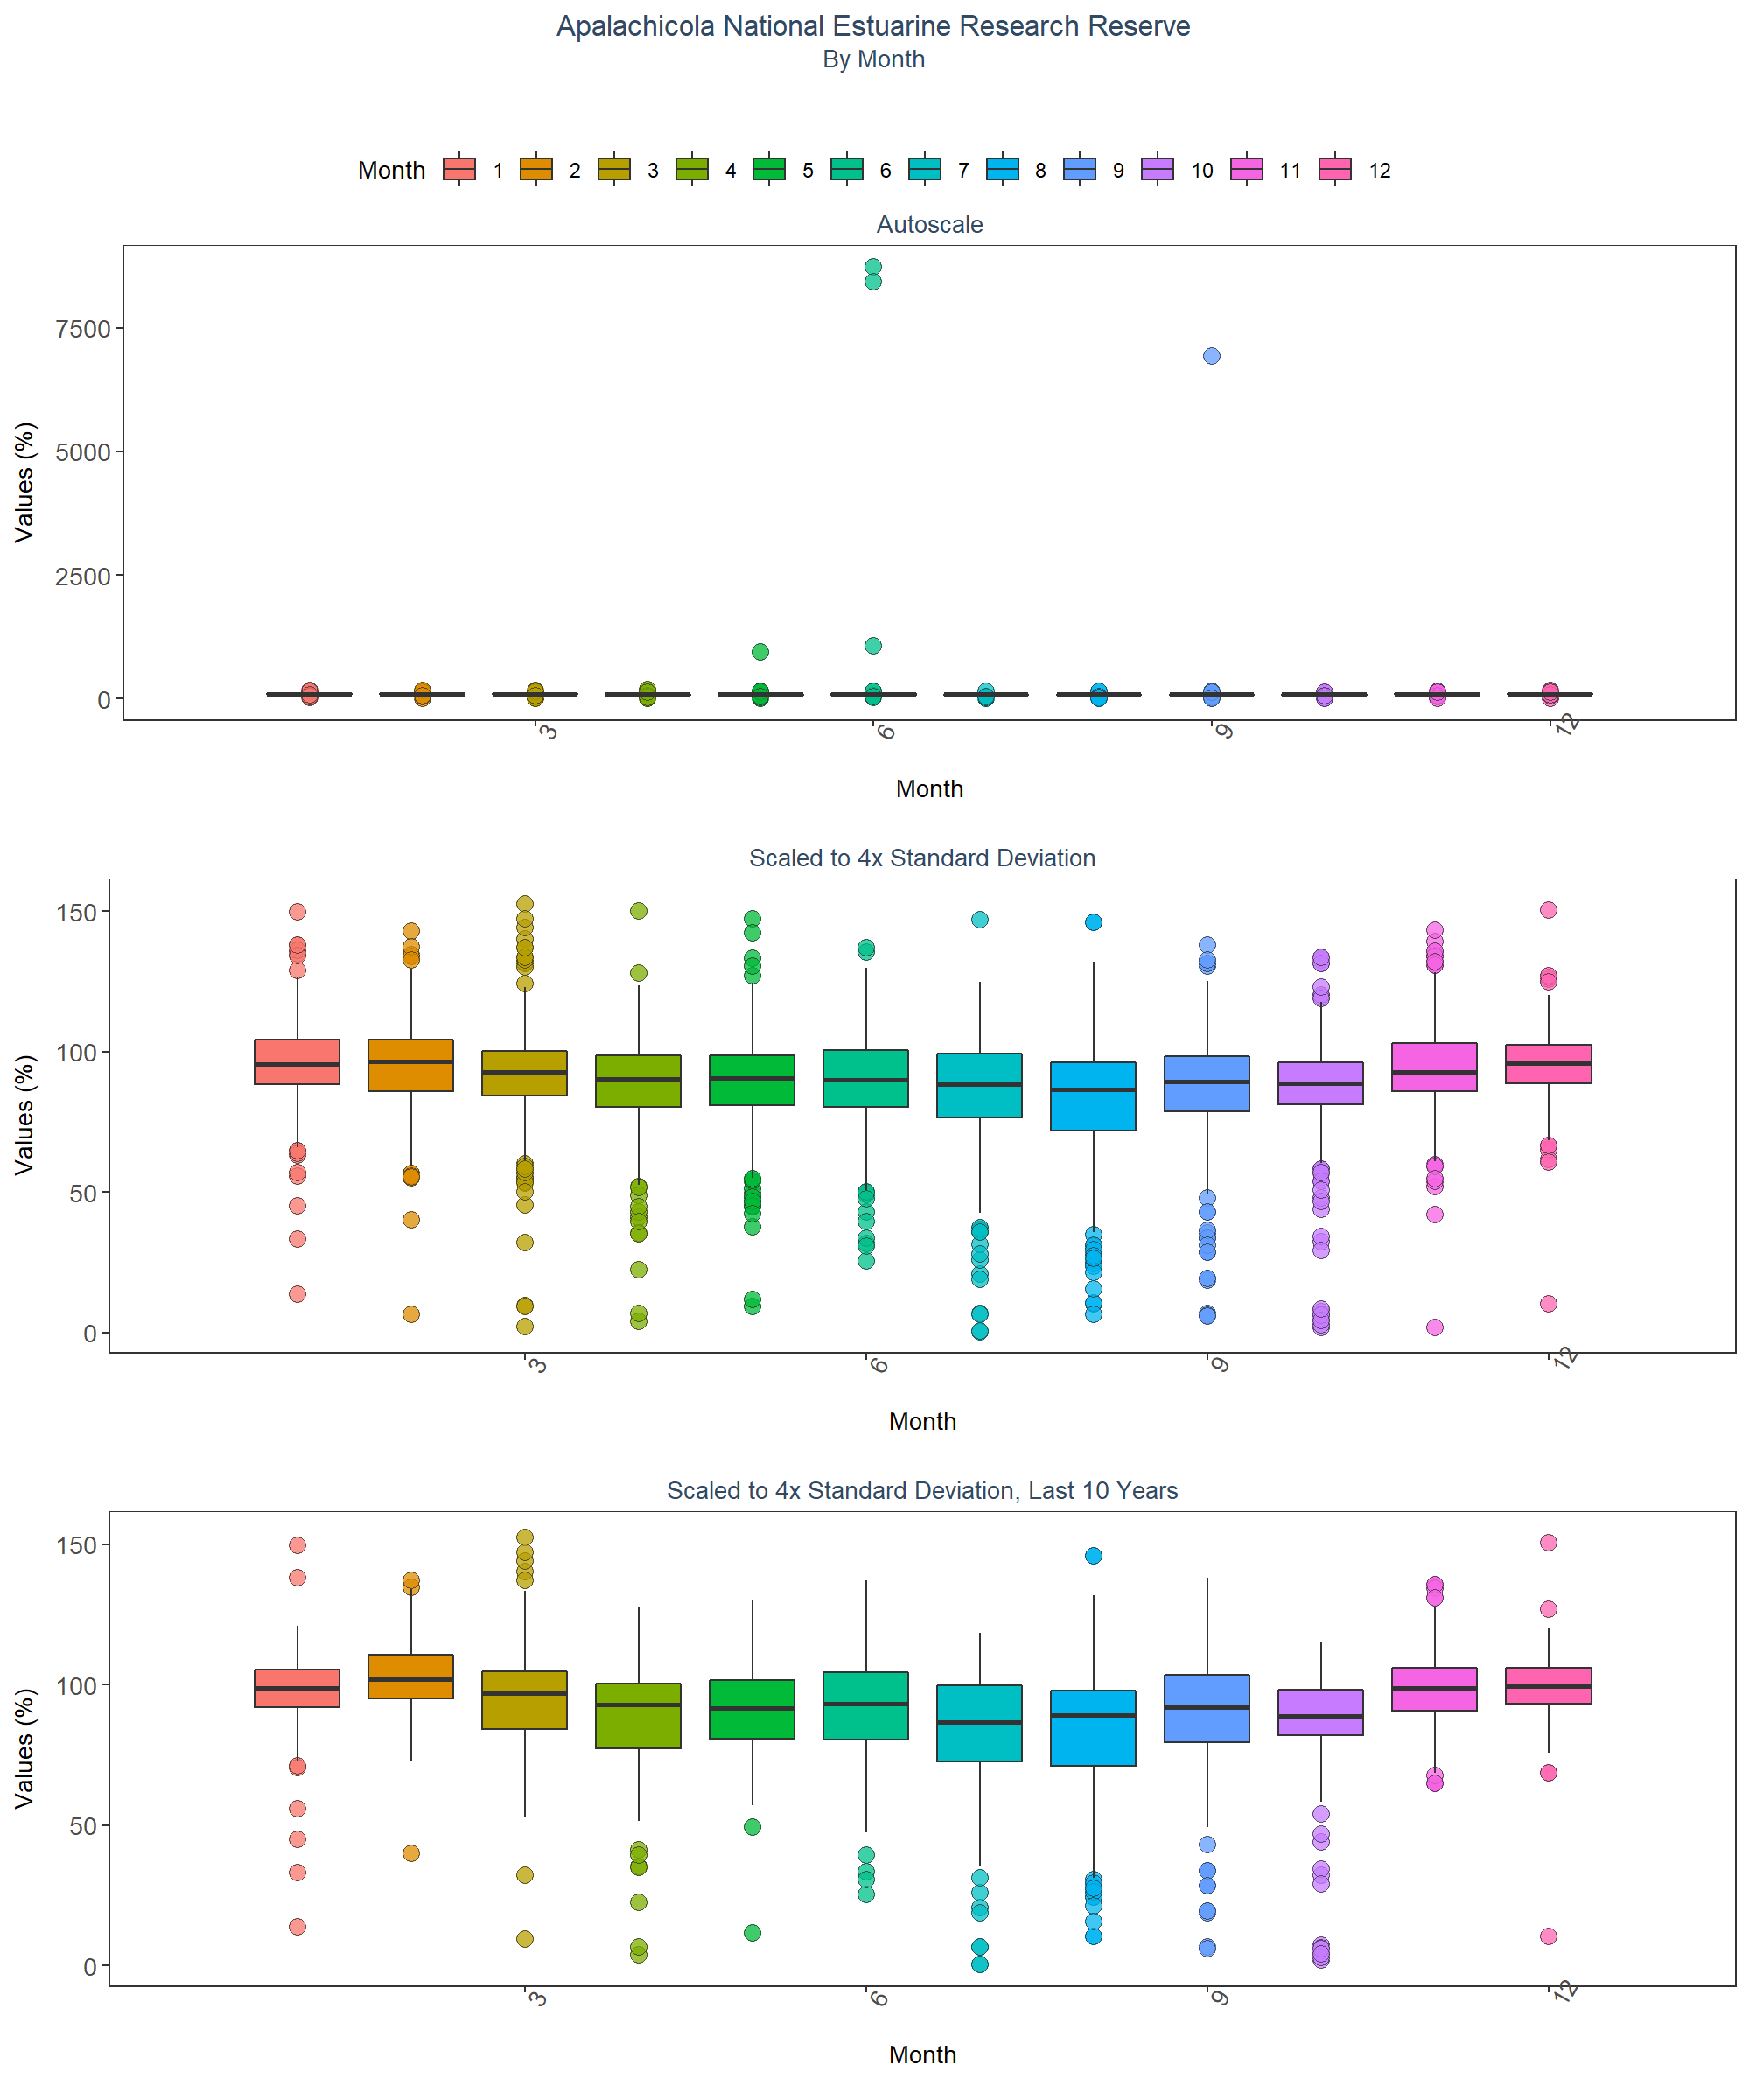 Apalachicola National Estuarine Research Reserve
By Month
Month 1 2 3 4 5 6 7 8 9 10 11 12
Autoscale
Values (%)
7500
5000
2500
0
3 6 9 12
Month
Scaled to 4x Standard Deviation
Values (%)
150
100
50
0
3 6 9 12
Month
Scaled to 4x Standard Deviation, Last 10 Years
Values (%)
150
100
50
0
3 6 9 12
Month